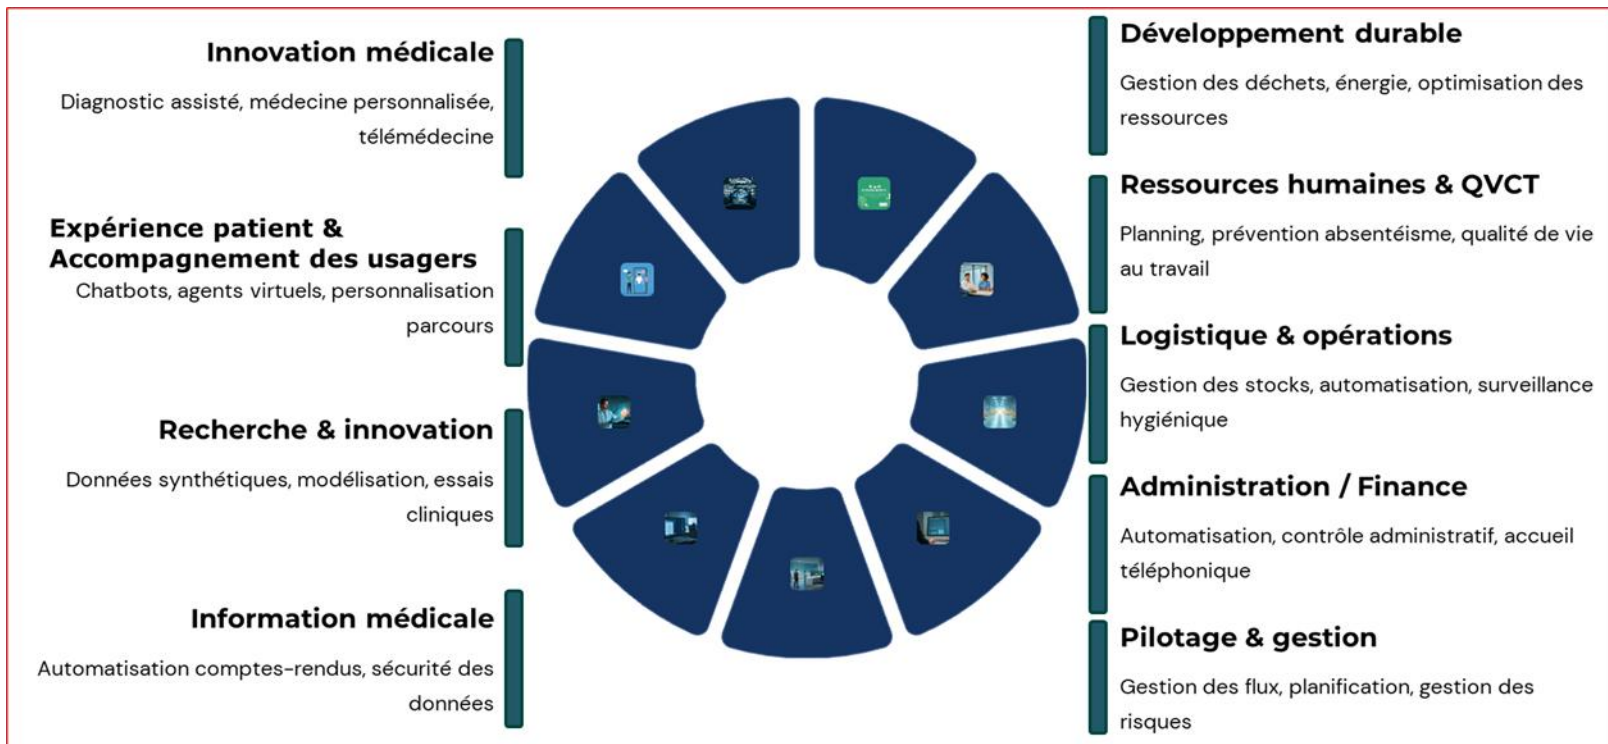 Innovation médicale
Diagnostic assisté, médecine personnalisée,
télémédecine
Expérience patient &
Accompagnement des usagers
Chatbots, agents virtuels, personnalisation
parcours
Recherche & innovation
Données synthétiques, modélisation, essais
cliniques
Information médicale
Automatisation comptes-rendus, sécurité des
données
Développement durable
Gestion des déchets, énergie, optimisation des
ressources
Ressources humaines & QVCT
Planning, prévention absentéisme, qualité de vie
au travail
Logistique & opérations
Gestion des stocks, automatisation, surveillance
hygiénique
Administration / Finance
Automatisation, contrôle administratif, accueil
téléphonique
Pilotage & gestion
Gestion des flux, planification, gestion des
risques